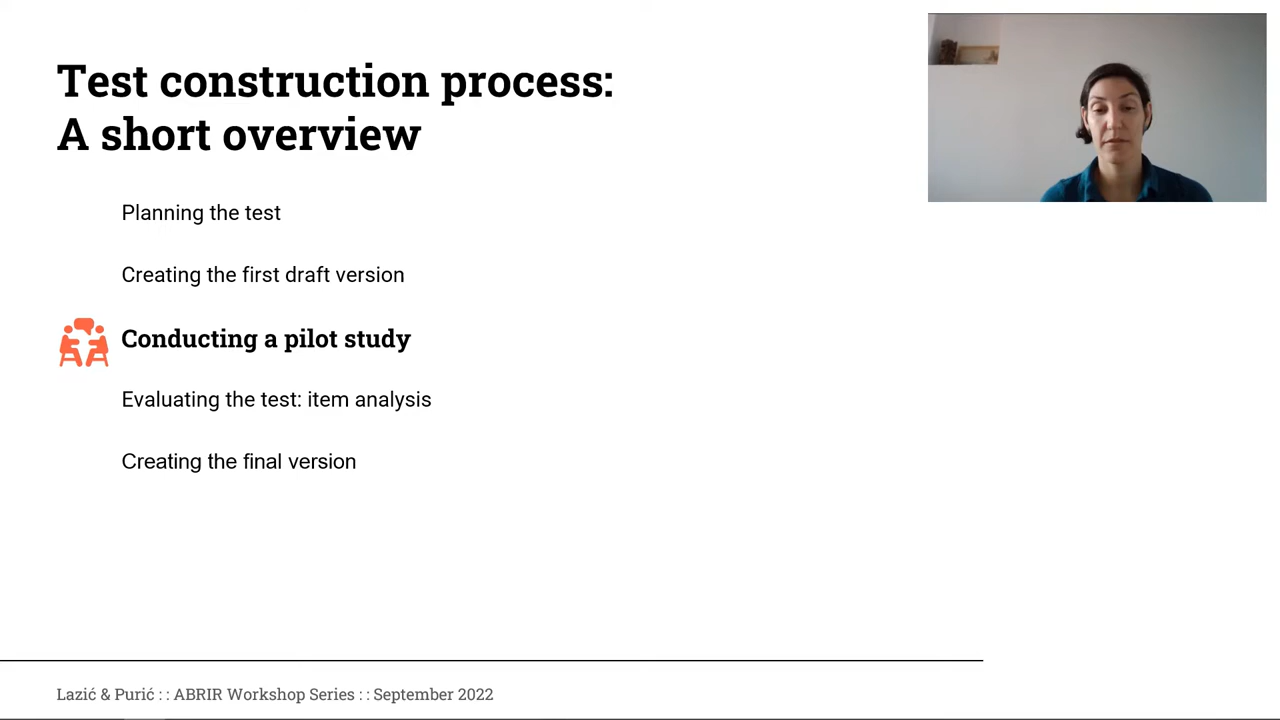 Test construction process:
A short overview
Planning the test
Creating the first draft version
Conducting a pilot study
Evaluating the test: item analysis
Creating the final version
Lazić & Purić : : ABRIR Workshop Series : : September 2022